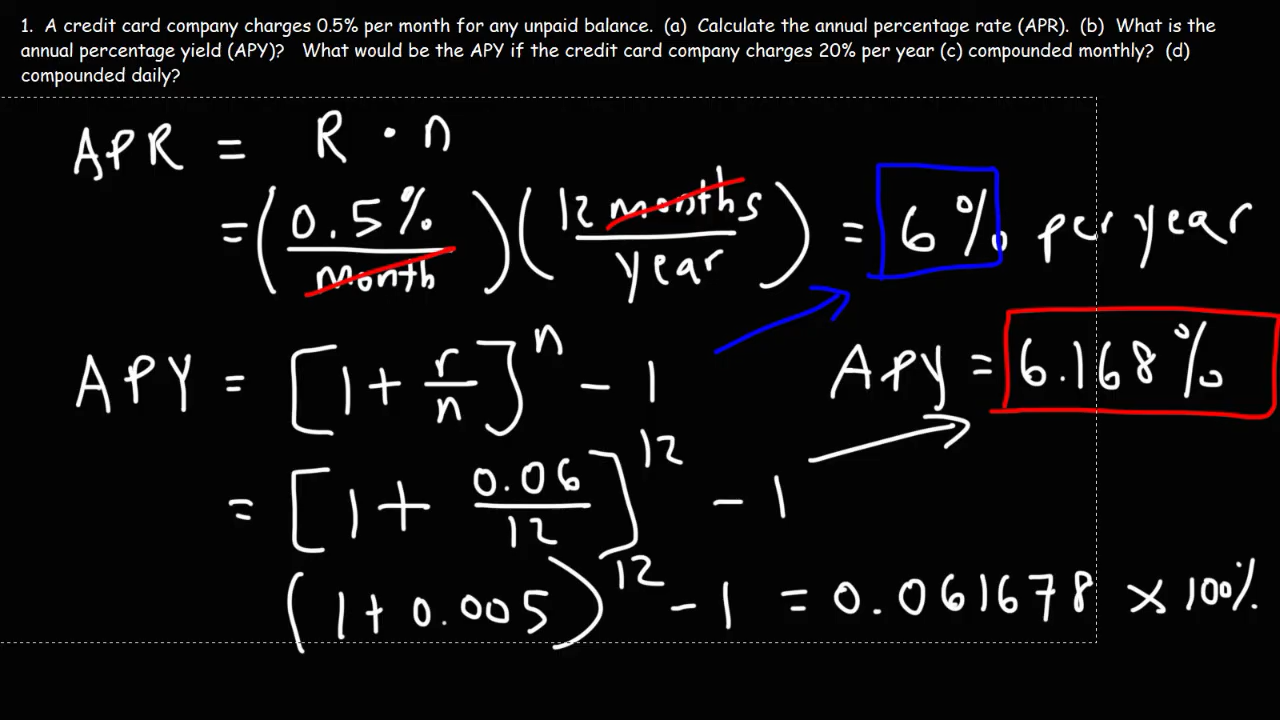 1. A credit card company charges 0.5% per month for any unpaid balance. (a) Calculate the annual percentage rate (APR). (b) What is the
annual percentage yield (APY)? What would be the APY if the credit card company charges 20% per year (c) compounded monthly? (d)
compounded daily?
APR = R · n
= (0.5%/month)(12 months/year) = 6% per year
APY = [1 + r/n]^n - 1
APY = 6.168%
= [1 + 0.06/12]^12 - 1
(1 + 0.005)^12 - 1 = 0.061678 × 100%